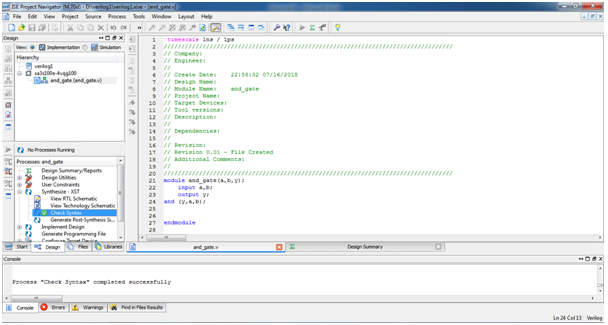 ISE Project Navigator (M.70d) - D:\verilog1\verilog1.xise - [and_gate.v]
File Edit View Project Source Process Tools Window Layout Help
Design
View: Implementation Simulation
Hierarchy
verilog1
xa3s100e-4vqg100
and_gate (and_gate.v)
No Processes Running
Processes: and_gate
Design Summary/Reports
Design Utilities
User Constraints
Synthesize - XST
View RTL Schematic
View Technology Schematic
Check Syntax
Generate Post-Synthesis S...
Implement Design
Generate Programming File
Configure Target Device
Start Design Files Libraries
1 `timescale 1ns / 1ps
2 //////////////////////////////////////////////////////////////////////////////////
3 // Company:
4 // Engineer:
5 //
6 // Create Date: 22:58:32 07/16/2018
7 // Design Name:
8 // Module Name: and_gate
9 // Project Name:
10 // Target Devices:
11 // Tool versions:
12 // Description:
13 //
14 // Dependencies:
15 //
16 // Revision:
17 // Revision 0.01 - File Created
18 // Additional Comments:
19 //
20 //////////////////////////////////////////////////////////////////////////////////
21 module and_gate(a,b,y);
22 input a,b;
23 output y;
24 and (y,a,b);
25
26
27 endmodule
28
and_gate.v Design Summary
Console
Process "Check Syntax" completed successfully
Console Errors Warnings Find in Files Results
Ln 24 Col 13 Verilog